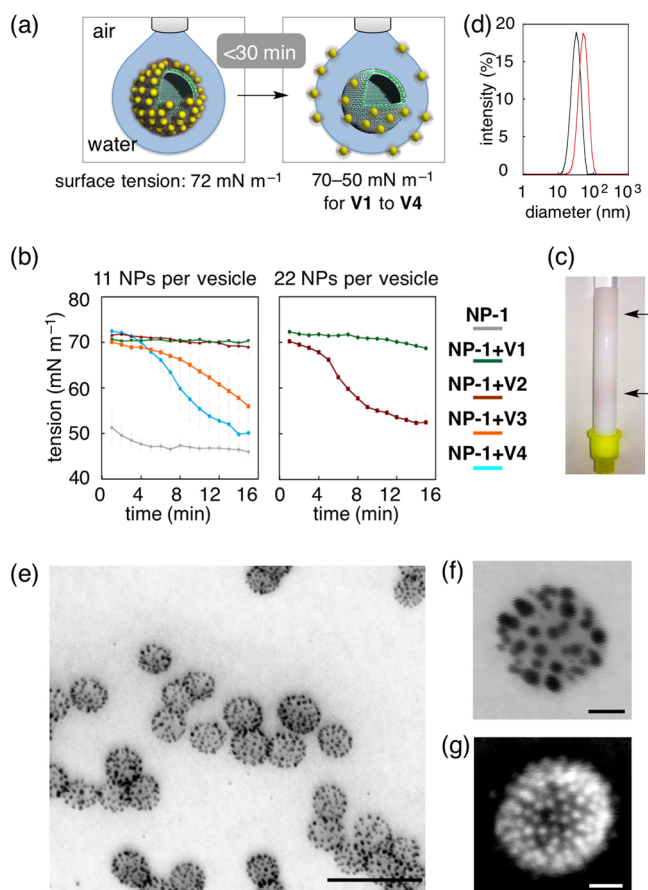 (a)
air
<30 min
water
surface tension: 72 mN m⁻¹
70–50 mN m⁻¹
for V1 to V4
(d)
intensity (%)
20
15
10
5
0
1 10 10² 10³
diameter (nm)
(b)
11 NPs per vesicle
22 NPs per vesicle
tension (mN m⁻¹)
80
70
60
50
40
0 4 8 12 16
time (min)
0 4 8 12 16
time (min)
NP-1
NP-1+V1
NP-1+V2
NP-1+V3
NP-1+V4
(c)
(e)
(f)
(g)